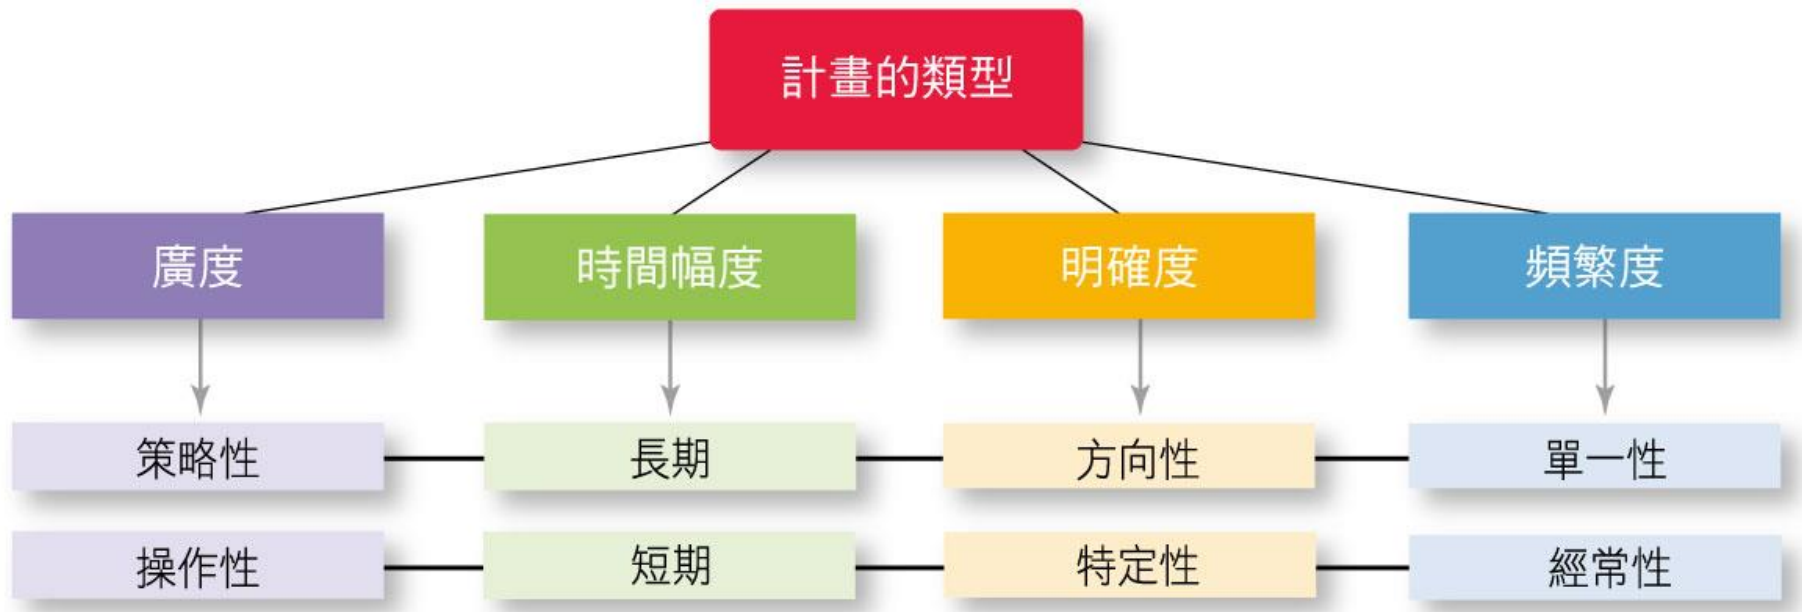 計畫的類型
廣度
時間幅度
明確度
頻繁度
策略性
長期
方向性
單一性
操作性
短期
特定性
經常性